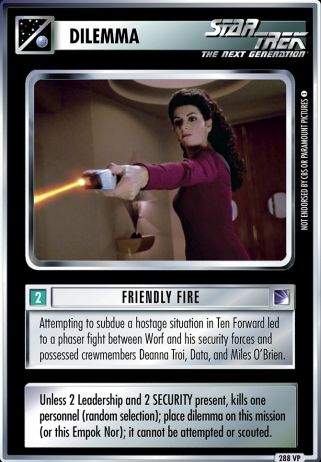 DILEMMA
STAR TREK
THE NEXT GENERATION™
NOT ENDORSED BY CBS OR PARAMOUNT PICTURES
2
FRIENDLY FIRE
Attempting to subdue a hostage situation in Ten Forward led
to a phaser fight between Worf and his security forces and
possessed crewmembers Deanna Troi, Data, and Miles O'Brien.
Unless 2 Leadership and 2 SECURITY present, kills one
personnel (random selection); place dilemma on this mission
(or this Empok Nor); it cannot be attempted or scouted.
288 VP